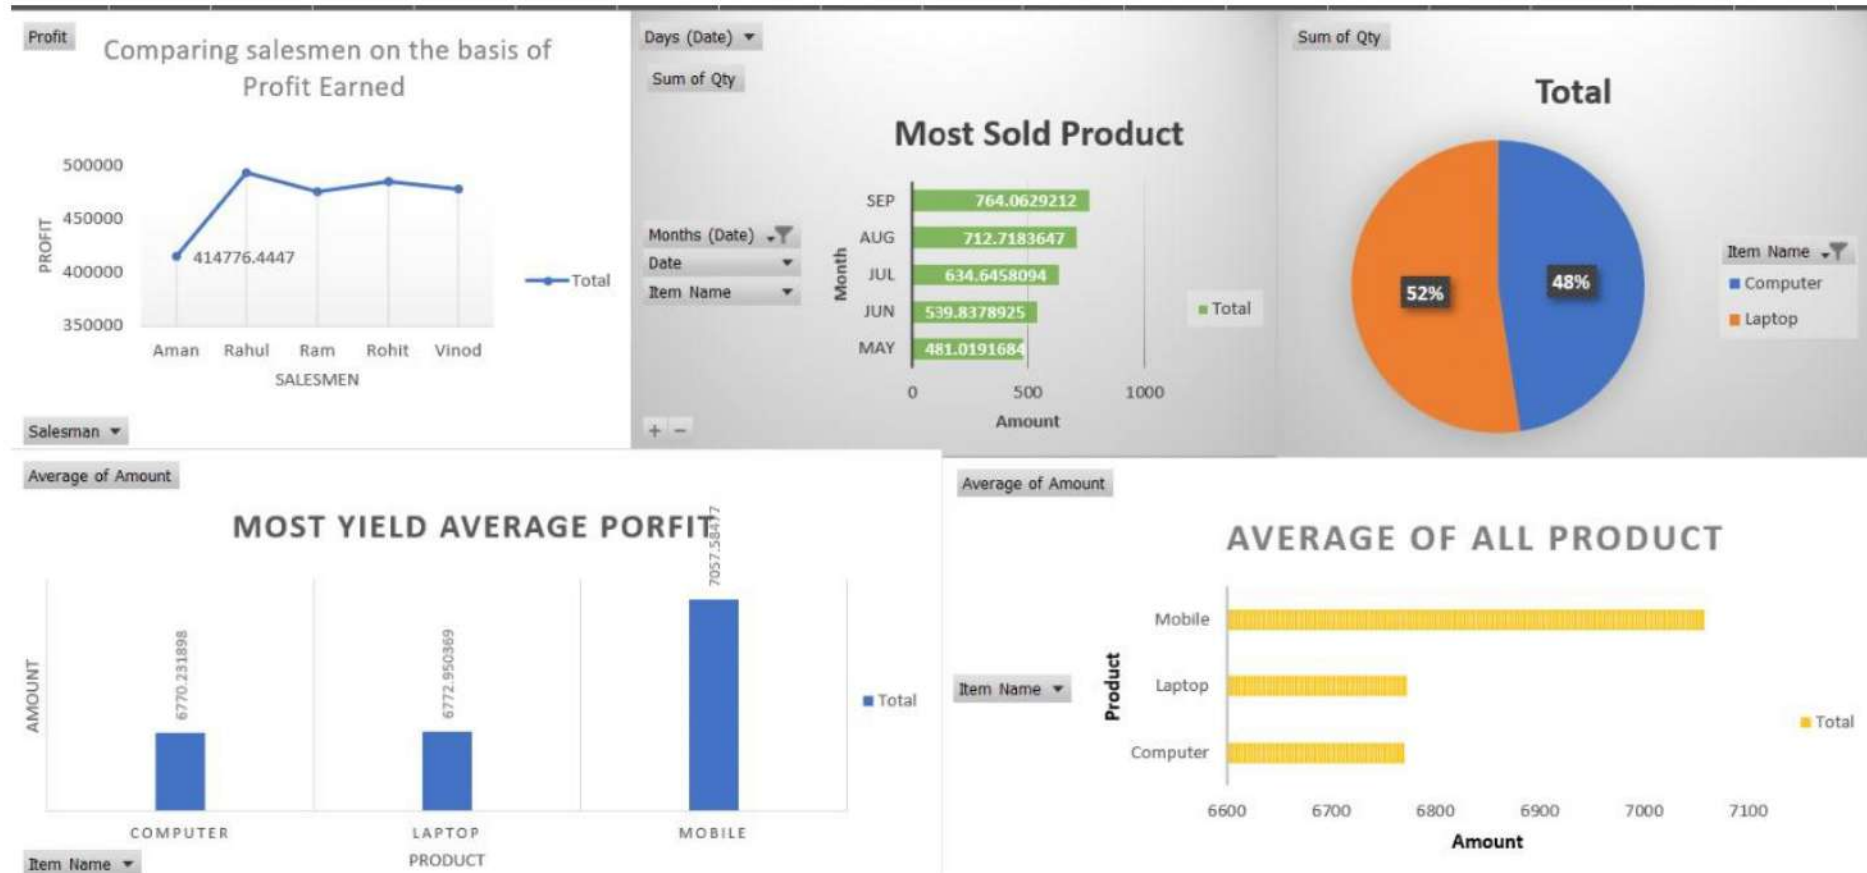 Profit
Comparing salesmen on the basis of
Profit Earned
500000
450000
400000
350000
PROFIT
414776.4447
Total
Aman Rahul Ram Rohit Vinod
SALESMEN
Salesman
Days (Date)
Sum of Qty
Most Sold Product
Months (Date)
Date
Item Name
Month
SEP 764.0629212
AUG 712.7183647
JUL 634.6458094
JUN 539.8378925
MAY 481.0191684
Total
0 500 1000
Amount
+ −
Sum of Qty
Total
52% 48%
Item Name
Computer
Laptop
Average of Amount
MOST YIELD AVERAGE PORFIT
AMOUNT
6770.231898
6772.950369
7057.58477
Total
COMPUTER LAPTOP MOBILE
PRODUCT
Item Name
Average of Amount
AVERAGE OF ALL PRODUCT
Item Name
Product
Mobile
Laptop
Computer
Total
6600 6700 6800 6900 7000 7100
Amount